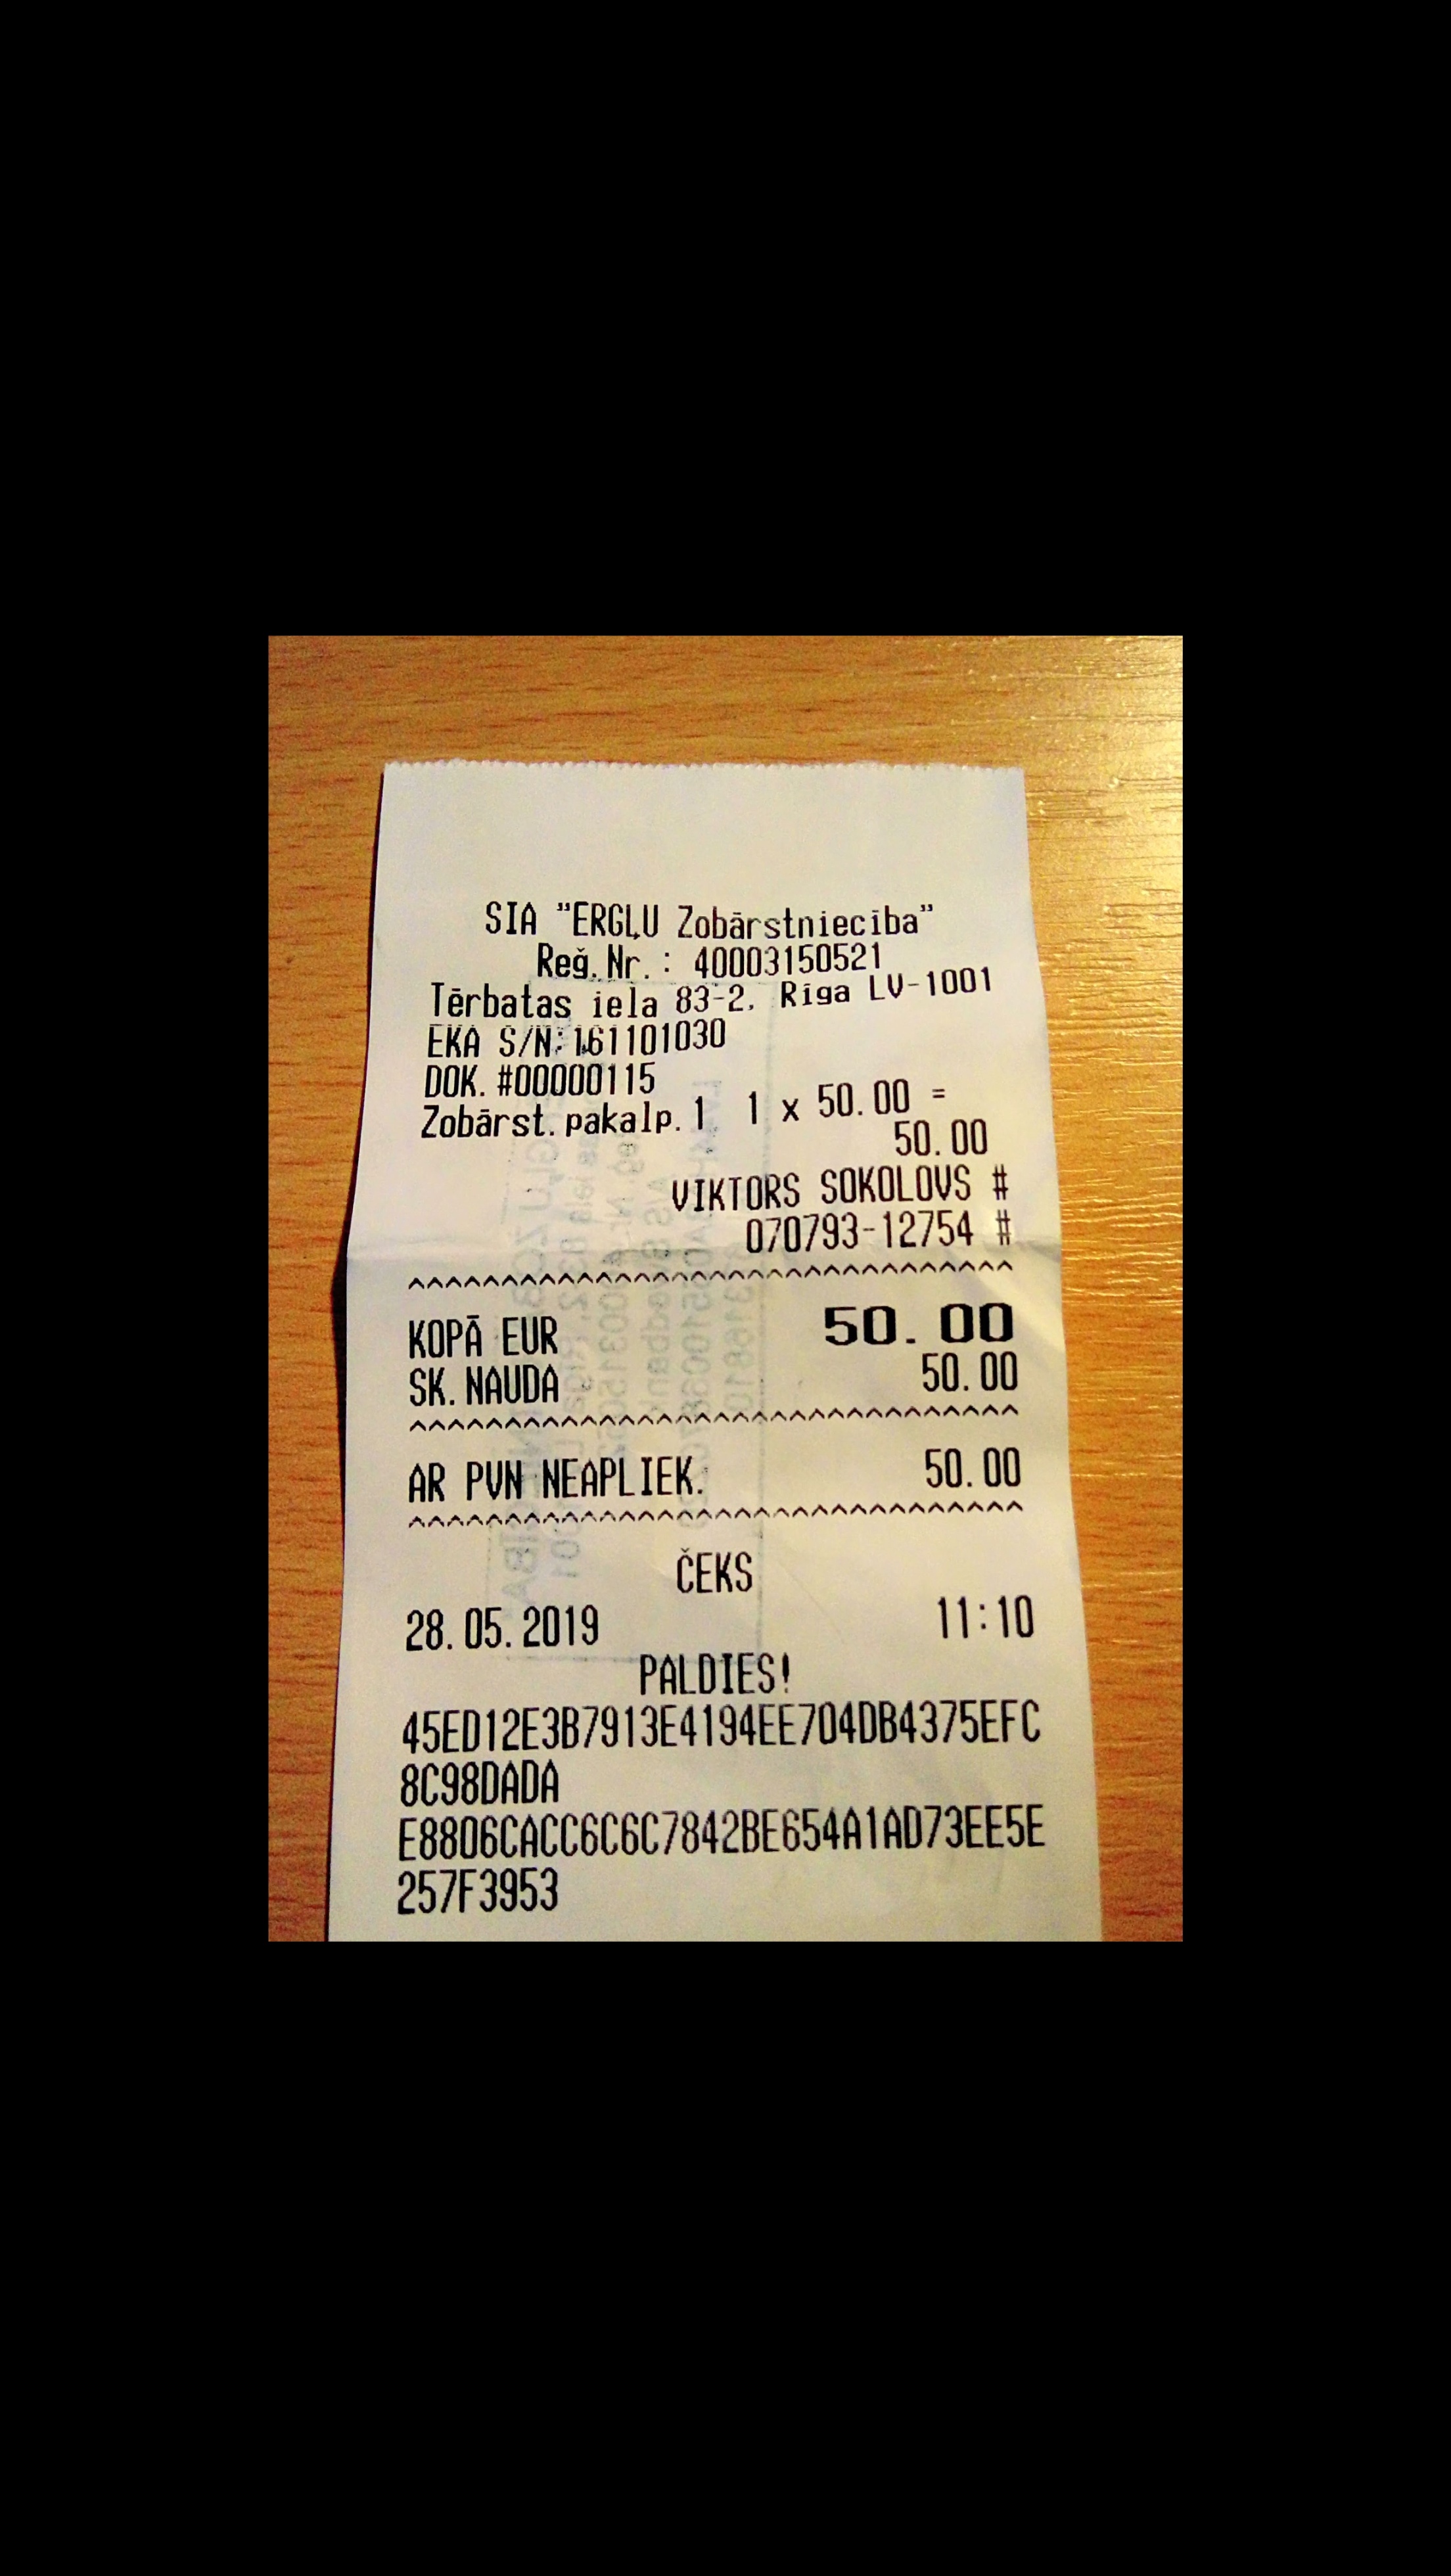 SIA "ERGĻU Zobārstniecība"
Reģ.Nr.: 40003150521
Tērbatas iela 83-2, Rīga LV-1001
EKA S/N:161101030
DOK. #00000115
Zobārst.pakalp.1 1 x 50.00 =
50.00
VIKTORS SOKOLOVS #
070793-12754 #
^^^^^^^^^^^^^^^^^^^^^^^^^^^^^^^^
KOPĀ EUR 50.00
SK.NAUDA 50.00
^^^^^^^^^^^^^^^^^^^^^^^^^^^^^^^^
AR PVN NEAPLIEK. 50.00
^^^^^^^^^^^^^^^^^^^^^^^^^^^^^^^^
ČEKS
28.05.2019 11:10
PALDIES!
45ED12E3B7913E4194EE704DB4375EFC
8C98DADA
E8806CACC6C6C7842BE654A1AD73EE5E
257F3953